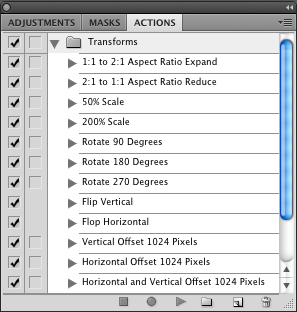 ADJUSTMENTS MASKS ACTIONS
Transforms
1:1 to 2:1 Aspect Ratio Expand
2:1 to 1:1 Aspect Ratio Reduce
50% Scale
200% Scale
Rotate 90 Degrees
Rotate 180 Degrees
Rotate 270 Degrees
Flip Vertical
Flop Horizontal
Vertical Offset 1024 Pixels
Horizontal Offset 1024 Pixels
Horizontal and Vertical Offset 1024 Pixels